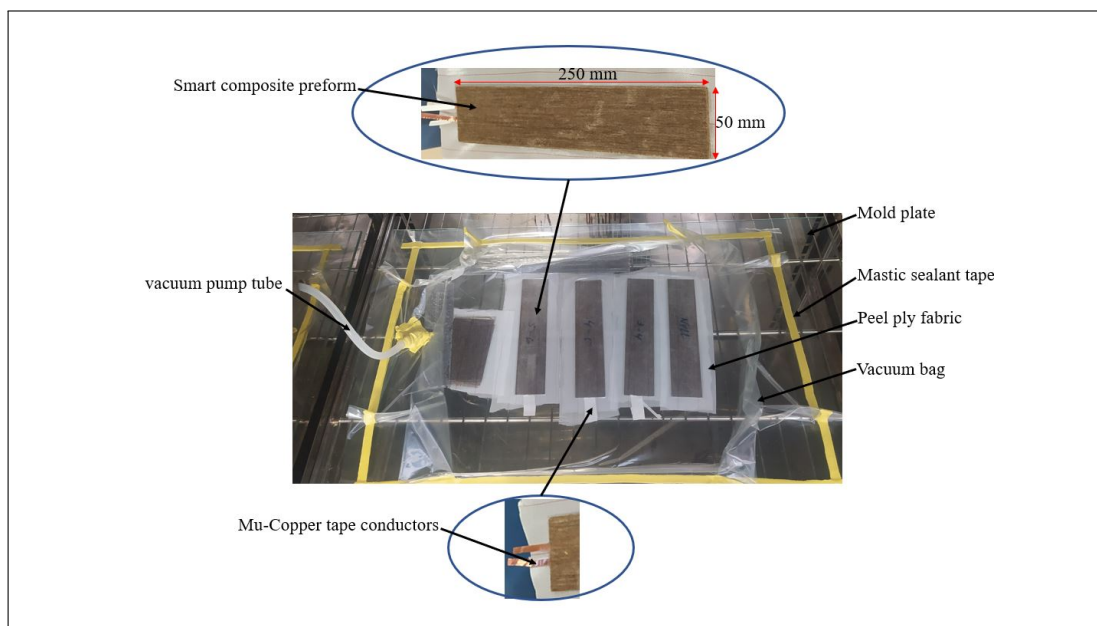 Smart composite preform
250 mm
50 mm
Mold plate
Mastic sealant tape
vacuum pump tube
Peel ply fabric
Vacuum bag
Mu-Copper tape conductors